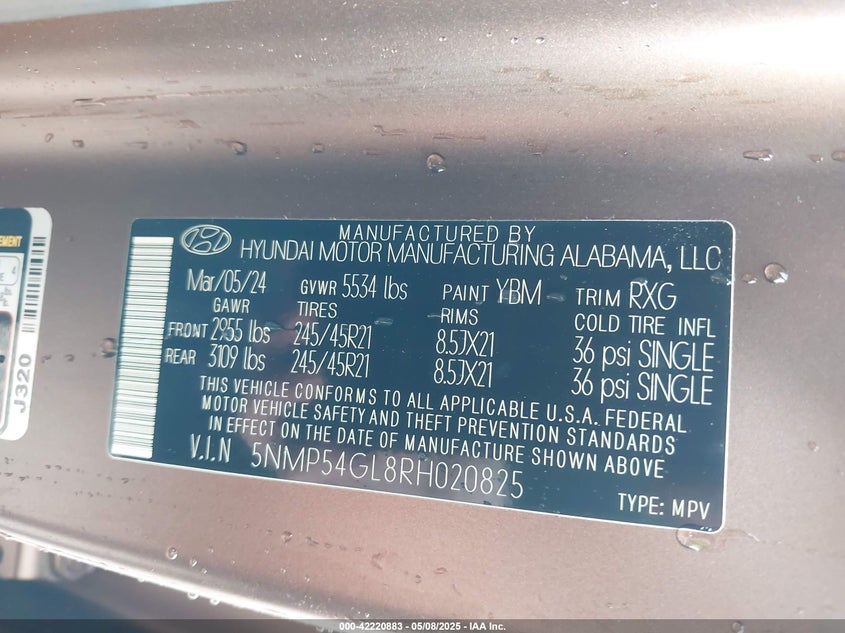 EMENT
J320
MANUFACTURED BY
HYUNDAI MOTOR MANUFACTURING ALABAMA, LLC
Mar/05/24 GVWR 5534 lbs PAINT YBM TRIM RXG
GAWR TIRES RIMS COLD TIRE INFL
FRONT 2955 lbs 245/45R21 8.5JX21 36 psi SINGLE
REAR 3109 lbs 245/45R21 8.5JX21 36 psi SINGLE
THIS VEHICLE CONFORMS TO ALL APPLICABLE U.S.A. FEDERAL
MOTOR VEHICLE SAFETY AND THEFT PREVENTION STANDARDS
IN EFFECT ON THE DATE OF MANUFACTURE SHOWN ABOVE
V.I.N 5NMP54GL8RH020825
TYPE: MPV
000-42220883 - 05/08/2025 - IAA Inc.